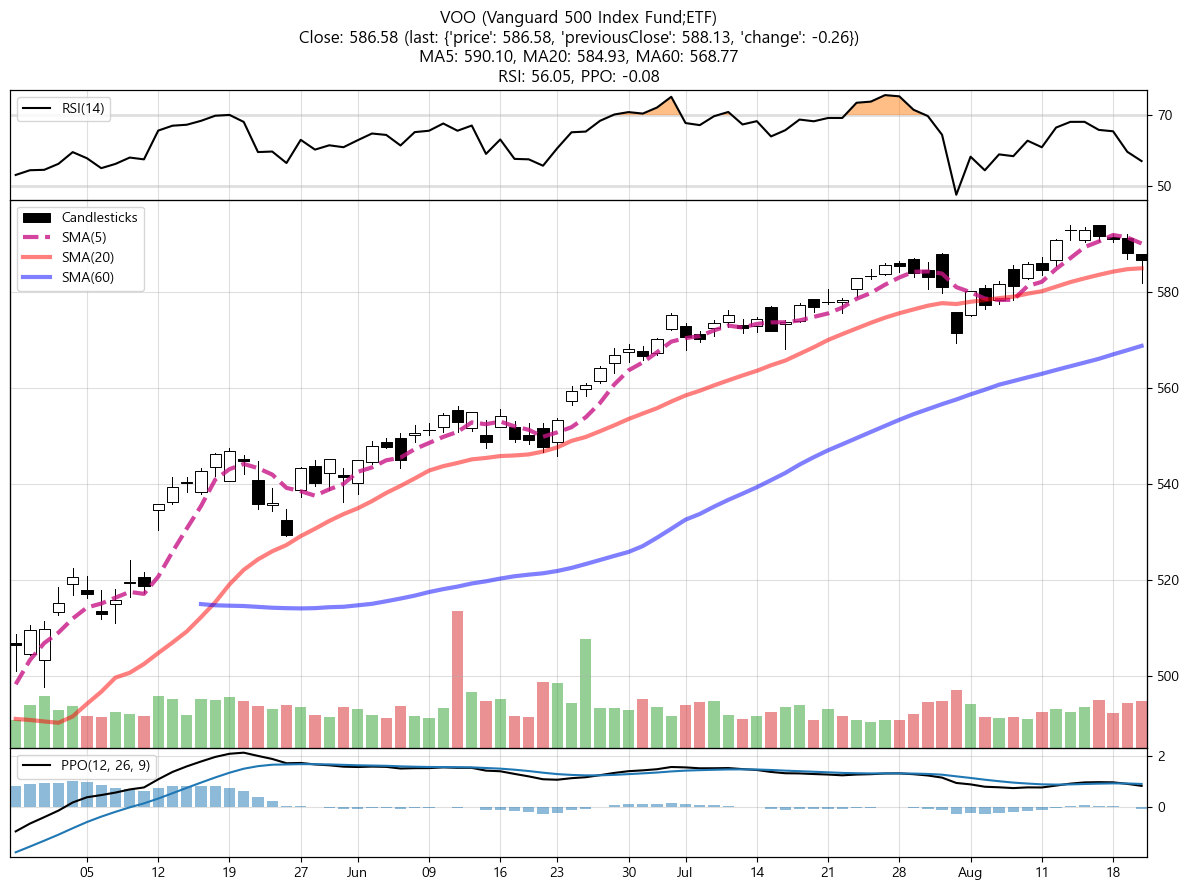 VOO (Vanguard 500 Index Fund;ETF)
Close: 586.58 (last: {'price': 586.58, 'previousClose': 588.13, 'change': -0.26})
MA5: 590.10, MA20: 584.93, MA60: 568.77
RSI: 56.05, PPO: -0.08
RSI(14)
70
50
Candlesticks
SMA(5)
SMA(20)
SMA(60)
580
560
540
520
500
PPO(12, 26, 9)
2
0
05 12 19 27 Jun 09 16 23 30 Jul 14 21 28 Aug 11 18